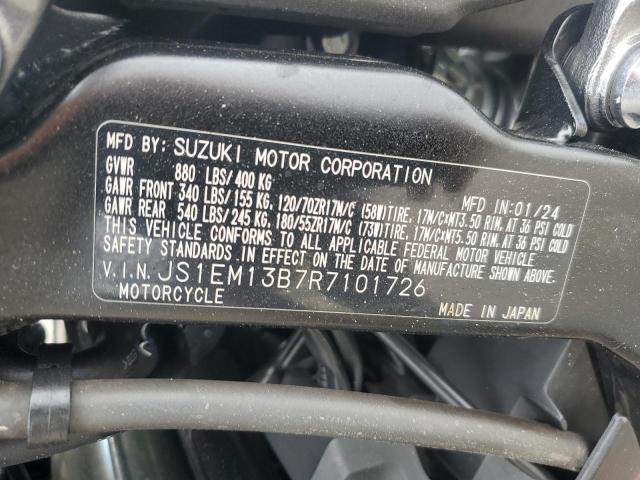 MFD. BY: SUZUKI MOTOR CORPORATION
GVWR 880 LBS/400 KG MFD IN:01/24
GAWR FRONT 340 LBS/155 KG, 120/70ZR17M/C (58W)TIRE, 17M/C×MT3.50 RIM, AT 36 PSI COLD
GAWR REAR 540 LBS/245 KG, 180/55ZR17M/C (73W)TIRE, 17M/C×MT5.50 RIM, AT 36 PSI COLD
THIS VEHICLE CONFORMS TO ALL APPLICABLE FEDERAL MOTOR VEHICLE
SAFETY STANDARDS IN EFFECT ON THE DATE OF MANUFACTURE SHOWN ABOVE.
V.I.N. JS1EM13B7R7101726
MOTORCYCLE MADE IN JAPAN